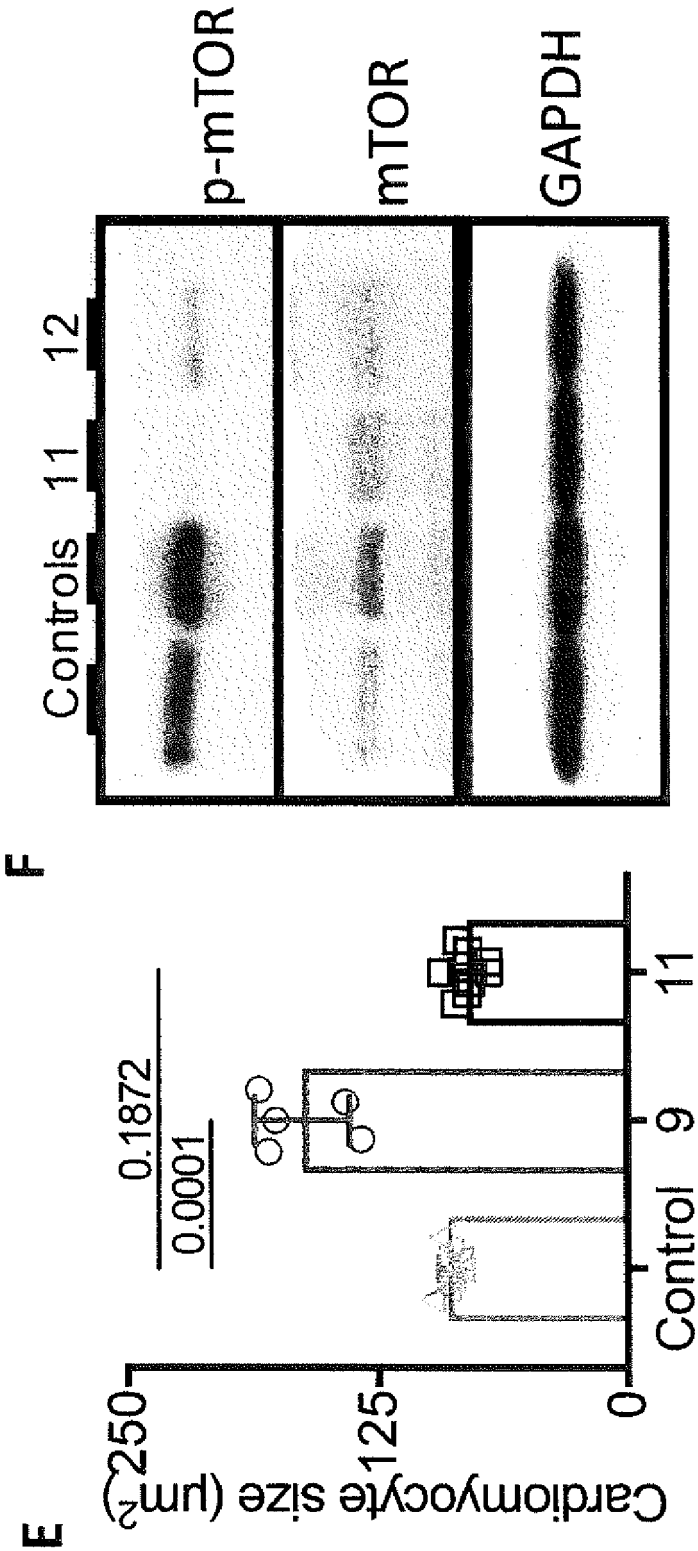 E
Cardiomyocyte size (µm²)
250
125
0
0.1872
0.0001
Control 9 11
F
Controls 11 12
p-mTOR
mTOR
GAPDH